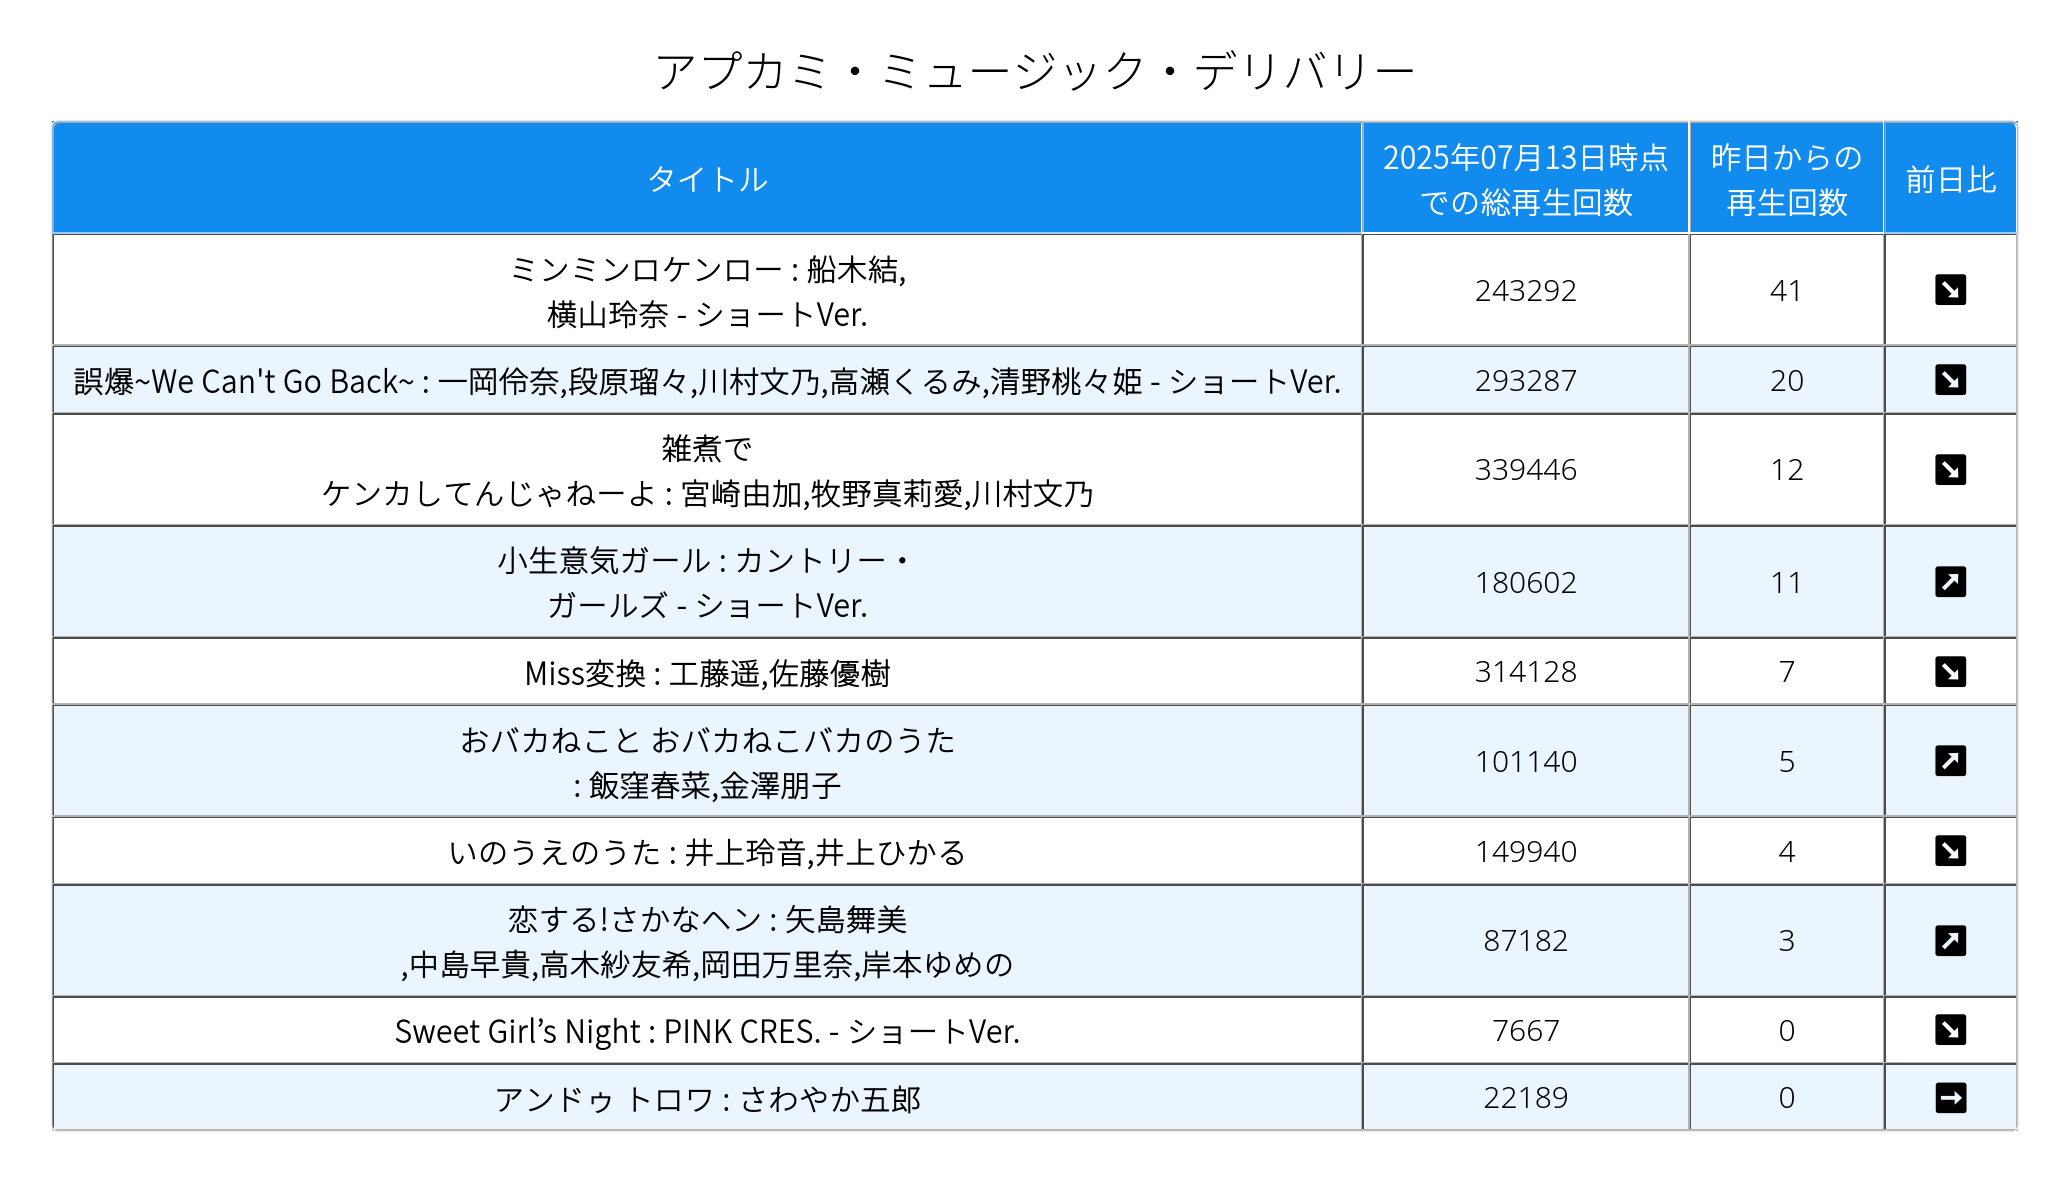 アプカミ・ミュージック・デリバリー
タイトル
2025年07月13日時点
での総再生回数
昨日からの
再生回数
前日比
ミンミンロケンロー : 船木結,
横山玲奈 - ショートVer.
243292
41
誤爆~We Can't Go Back~ : 一岡伶奈,段原瑠々,川村文乃,高瀬くるみ,清野桃々姫 - ショートVer.
293287
20
雑煮で
ケンカしてんじゃねーよ : 宮崎由加,牧野真莉愛,川村文乃
339446
12
小生意気ガール : カントリー・
ガールズ - ショートVer.
180602
11
Miss変換 : 工藤遥,佐藤優樹
314128
7
おバカねこと おバカねこバカのうた
: 飯窪春菜,金澤朋子
101140
5
いのうえのうた : 井上玲音,井上ひかる
149940
4
恋する!さかなヘン : 矢島舞美
,中島早貴,高木紗友希,岡田万里奈,岸本ゆめの
87182
3
Sweet Girl’s Night : PINK CRES. - ショートVer.
7667
0
アンドゥ トロワ : さわやか五郎
22189
0